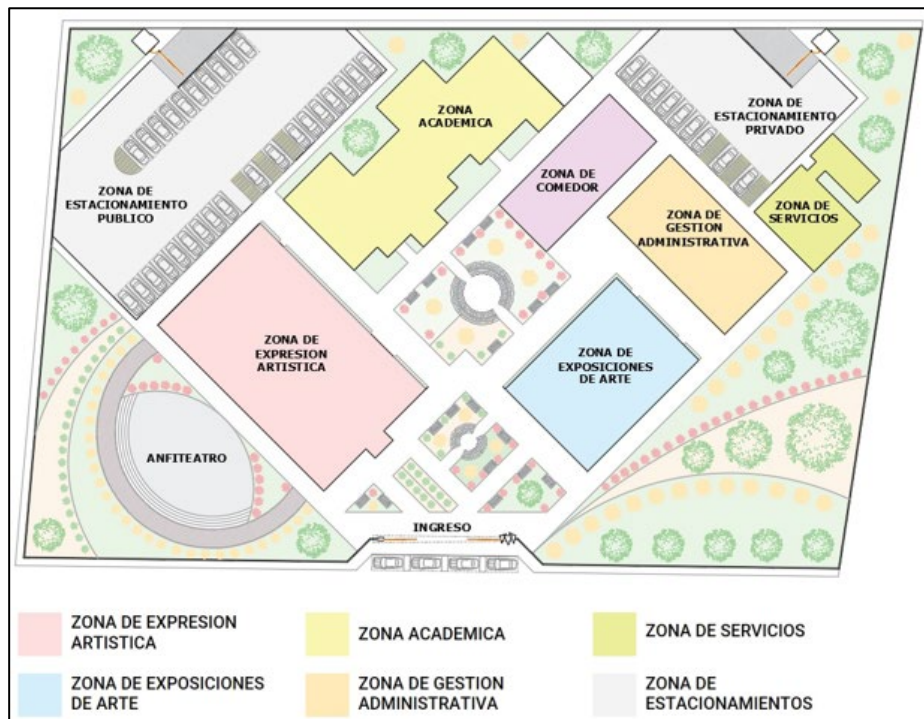 ZONA
ACADEMICA
ZONA DE
ESTACIONAMIENTO
PRIVADO
ZONA DE
COMEDOR
ZONA DE
ESTACIONAMIENTO
PUBLICO
ZONA DE
GESTION
ADMINISTRATIVA
ZONA DE
SERVICIOS
ZONA DE
EXPRESION
ARTISTICA
ZONA DE
EXPOSICIONES
DE ARTE
ANFITEATRO
INGRESO
ZONA DE EXPRESION
ARTISTICA
ZONA ACADEMICA
ZONA DE SERVICIOS
ZONA DE EXPOSICIONES
DE ARTE
ZONA DE GESTION
ADMINISTRATIVA
ZONA DE
ESTACIONAMIENTOS